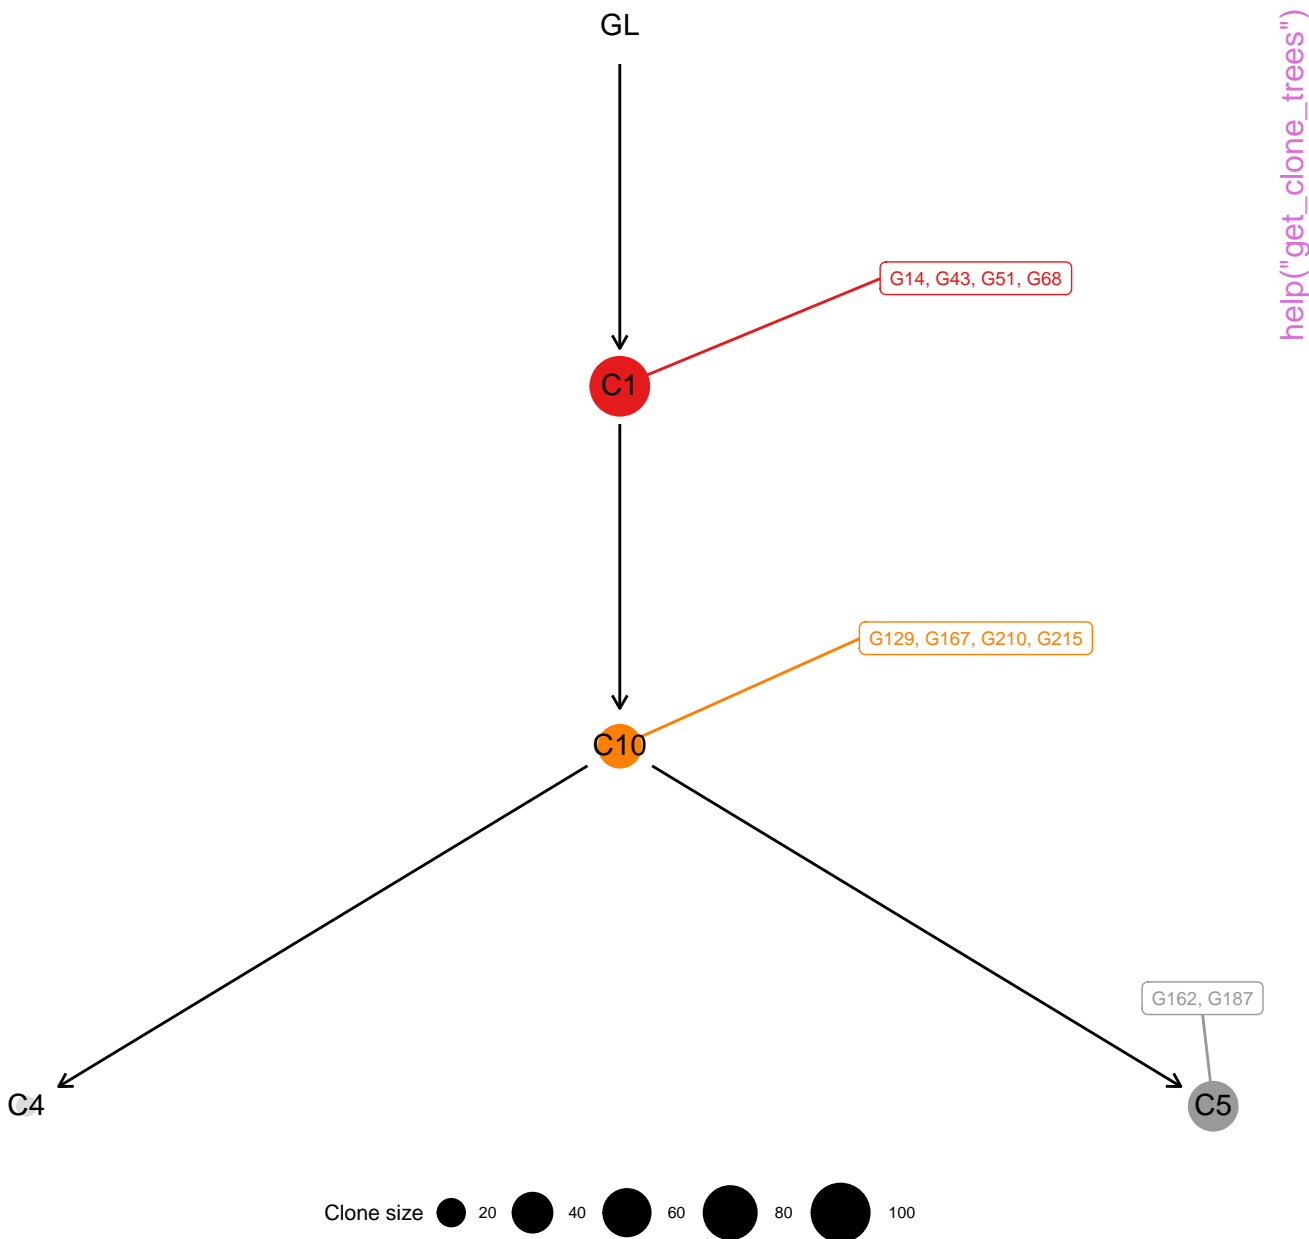 GL
help("get_clone_trees")
G14, G43, G51, G68
C1
G129, G167, G210, G215
C10
G162, G187
C4
C5
Clone size 20 40 60 80 100